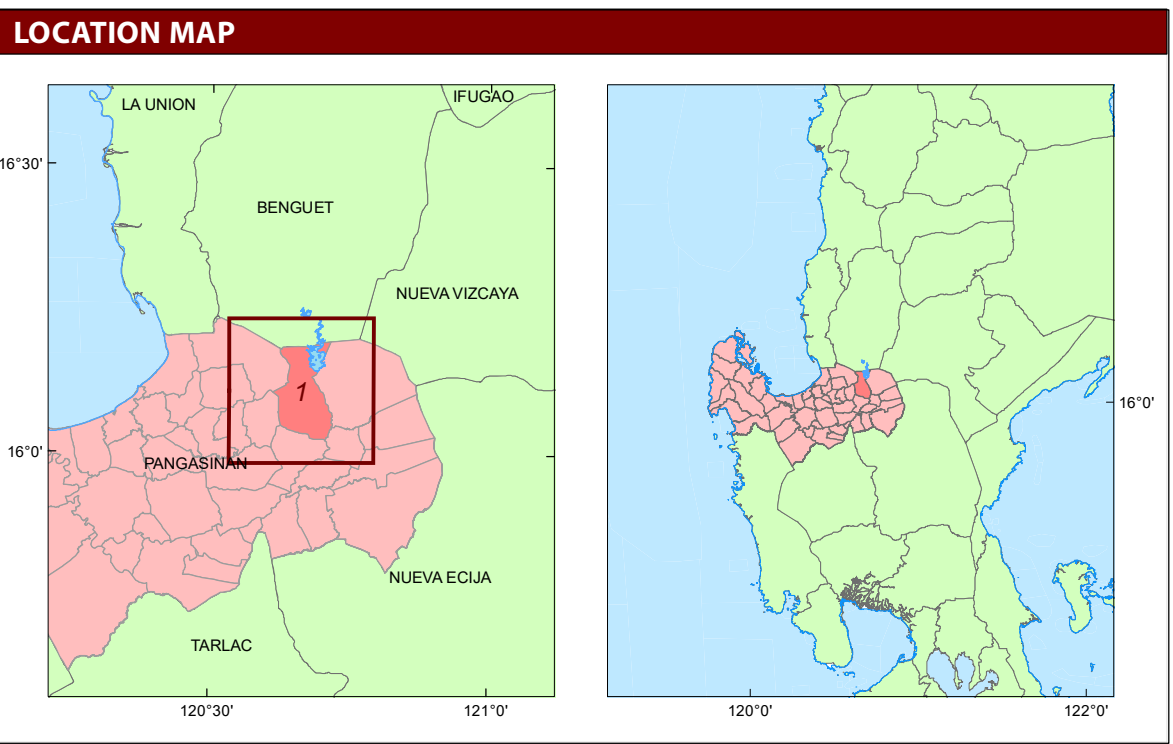 LOCATION MAP
LA UNION
IFUGAO
16°30'
BENGUET
NUEVA VIZCAYA
1
16°0'
PANGASINAN
NUEVA ECIJA
TARLAC
120°30'
121°0'
16°0'
120°0'
122°0'